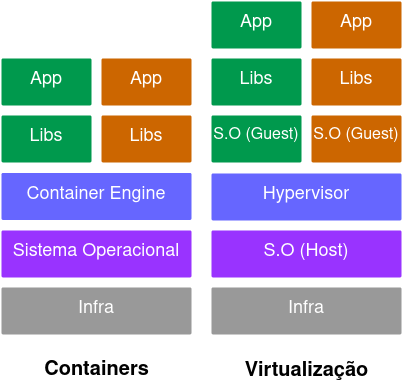 App
App
Libs
Libs
Container Engine
Sistema Operacional
Infra
Containers
App
App
Libs
Libs
S.O (Guest)
S.O (Guest)
Hypervisor
S.O (Host)
Infra
Virtualização